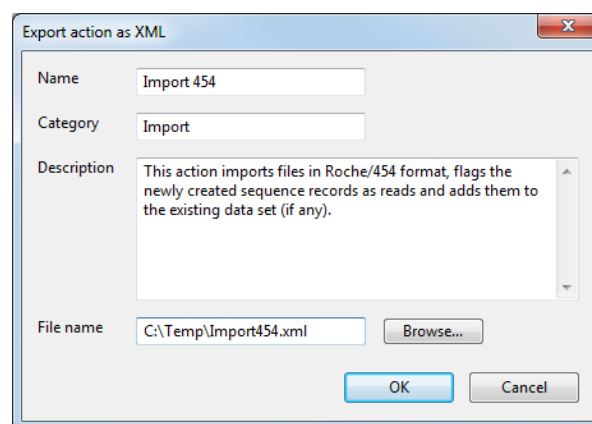 Export action as XML
Name
Import 454
Category
Import
Description
This action imports files in Roche/454 format, flags the
newly created sequence records as reads and adds them to
the existing data set (if any).
File name
C:\Temp\Import454.xml
Browse...
OK
Cancel